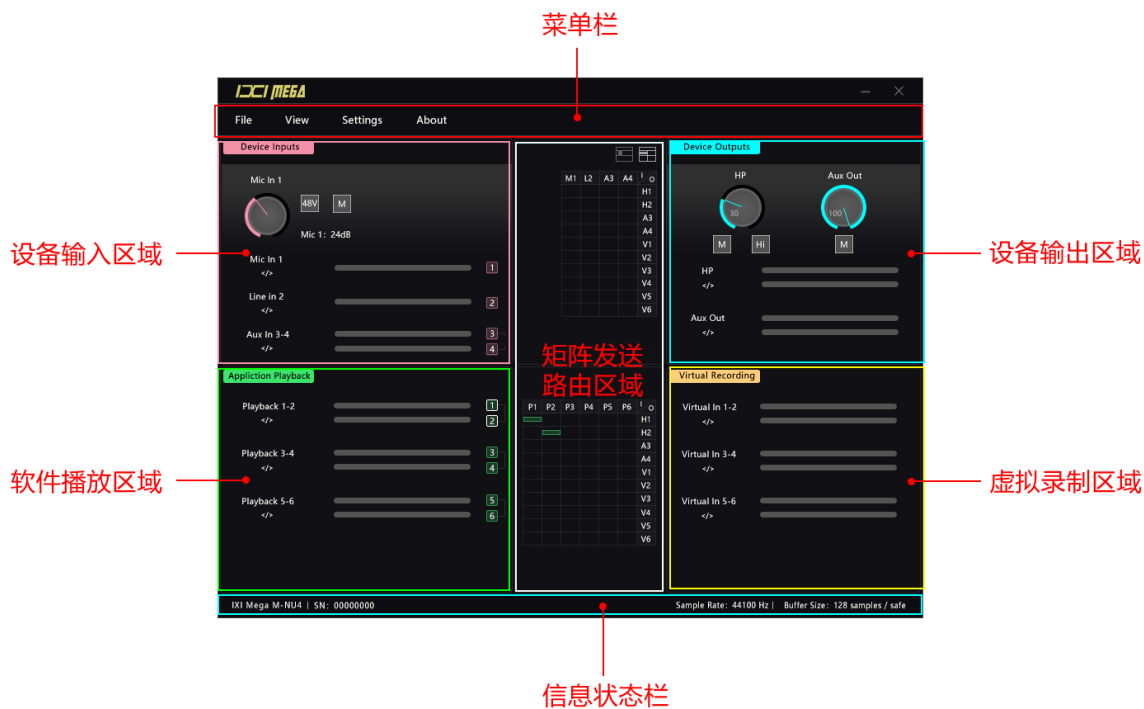 菜单栏
IXI MEGA
File View Settings About
Device Inputs
Mic In 1
48V M
Mic 1: 24dB
Mic In 1
</>
1
Line in 2
</>
2
Aux In 3-4
</>
3
4
设备输入区域
M1 L2 A3 A4 I O
H1
H2
A3
A4
V1
V2
V3
V4
V5
V6
矩阵发送
路由区域
Device Outputs
HP Aux Out
30 100
M Hi M
HP
</>
Aux Out
</>
设备输出区域
Appliction Playback
Playback 1-2
</>
1
2
Playback 3-4
</>
3
4
Playback 5-6
</>
5
6
软件播放区域
P1 P2 P3 P4 P5 P6 I O
H1
H2
A3
A4
V1
V2
V3
V4
V5
V6
Virtual Recording
Virtual In 1-2
</>
Virtual In 3-4
</>
Virtual In 5-6
</>
虚拟录制区域
IXI Mega M-NU4 | SN: 00000000
Sample Rate: 44100 Hz | Buffer Size: 128 samples / safe
信息状态栏